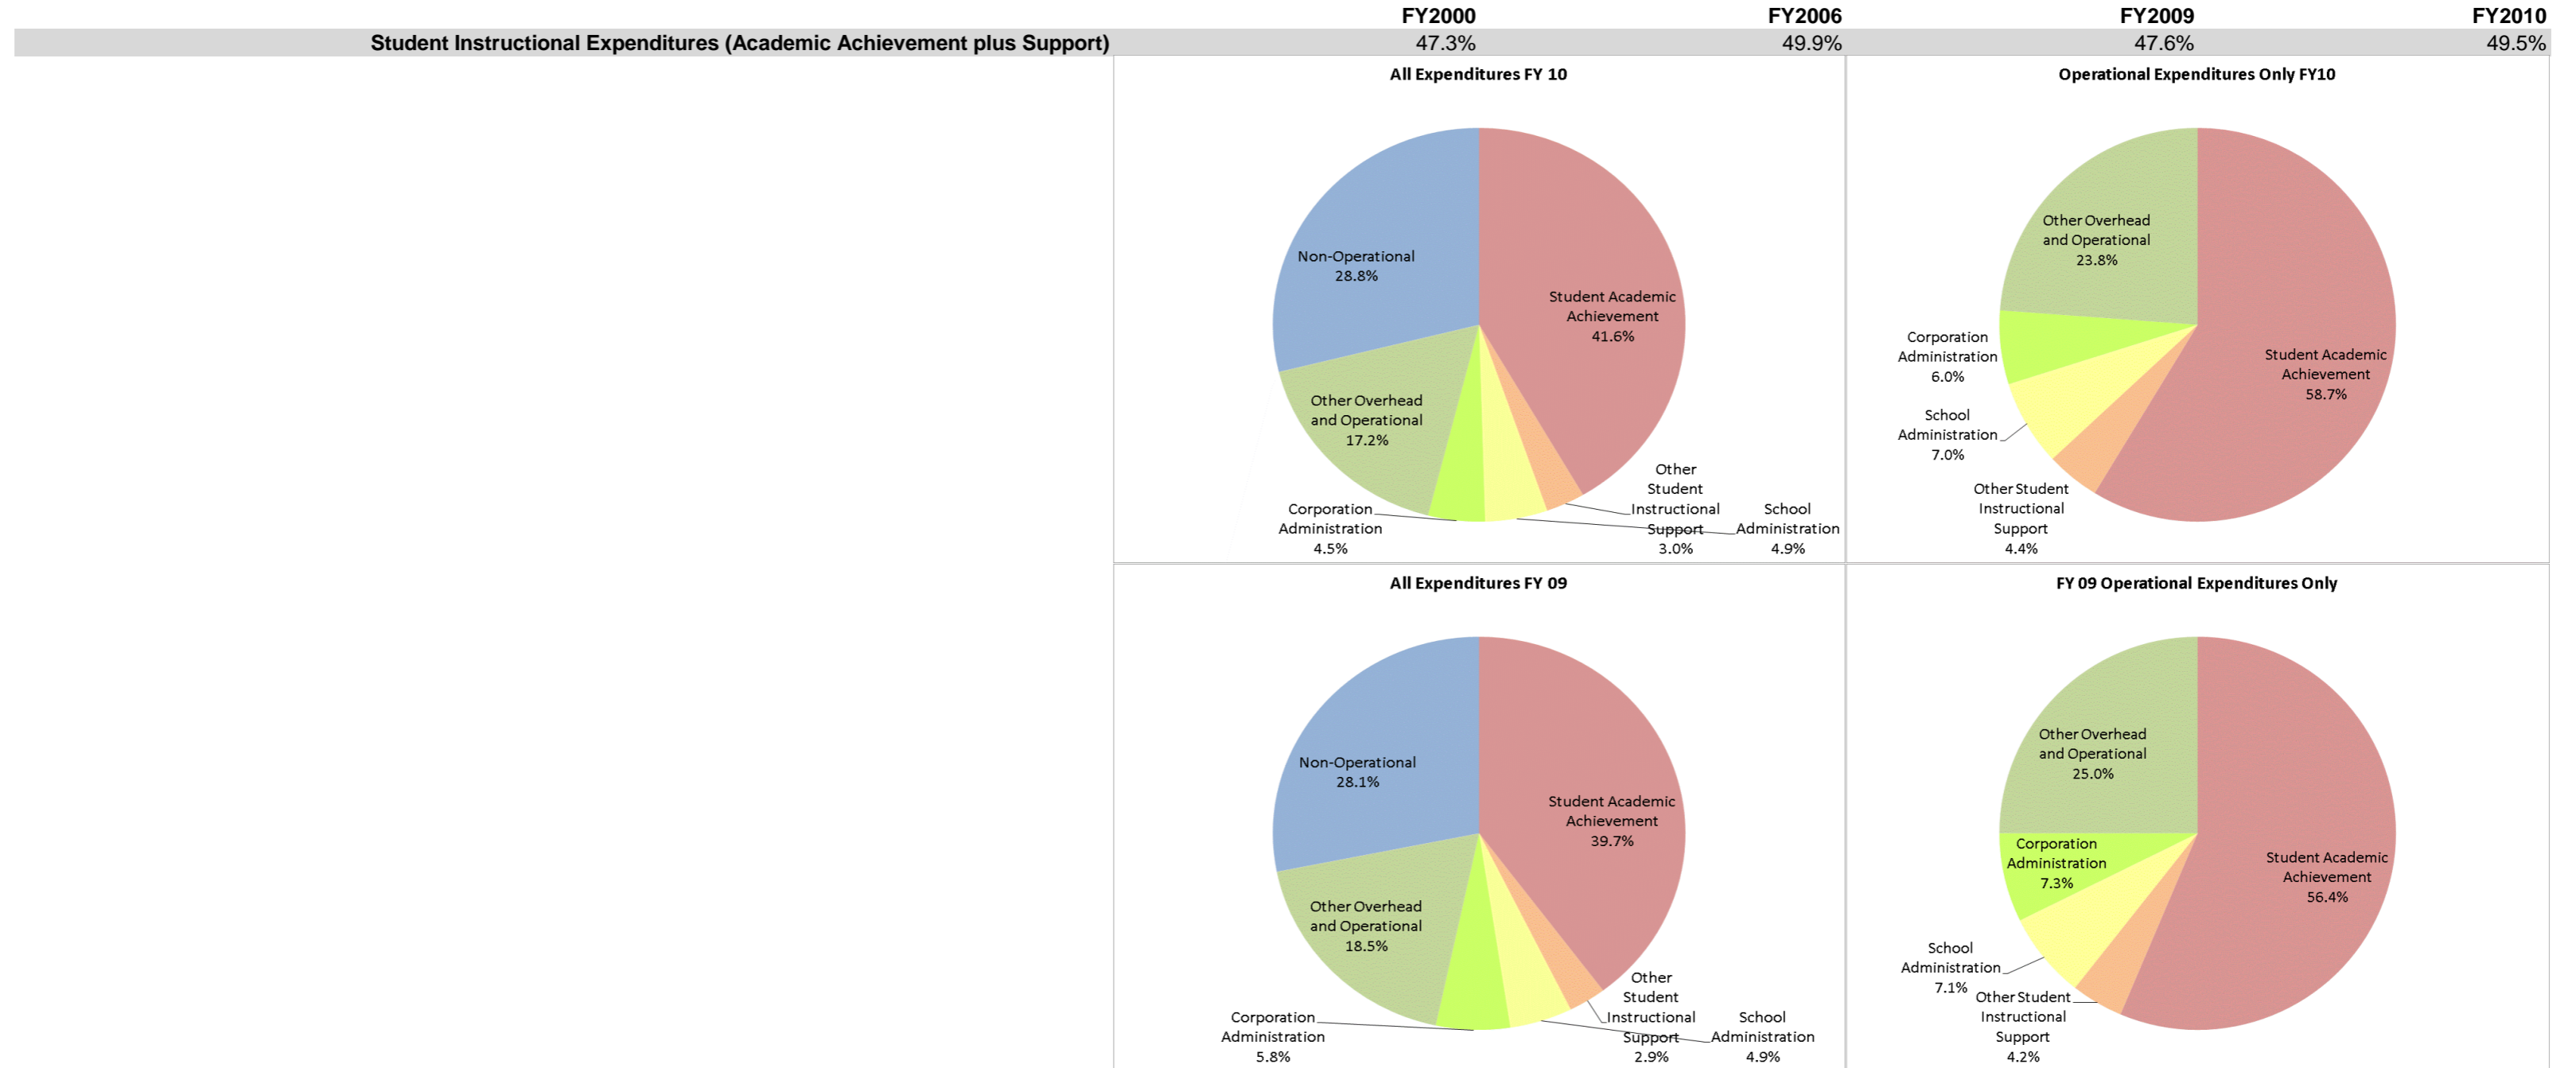 FY2000 FY2006 FY2009 FY2010
Student Instructional Expenditures (Academic Achievement plus Support) 47.3% 49.9% 47.6% 49.5%
All Expenditures FY 10
Non-Operational
28.8%
Student Academic
Achievement
41.6%
Other Overhead
and Operational
17.2%
Corporation
Administration
4.5%
Other
Student
Instructional
Support
3.0%
School
Administration
4.9%
Operational Expenditures Only FY10
Other Overhead
and Operational
23.8%
Corporation
Administration
6.0%
School
Administration
7.0%
Other Student
Instructional
Support
4.4%
Student Academic
Achievement
58.7%
All Expenditures FY 09
Non-Operational
28.1%
Student Academic
Achievement
39.7%
Other Overhead
and Operational
18.5%
Corporation
Administration
5.8%
Other
Student
Instructional
Support
2.9%
School
Administration
4.9%
FY 09 Operational Expenditures Only
Other Overhead
and Operational
25.0%
Corporation
Administration
7.3%
School
Administration
7.1%
Other Student
Instructional
Support
4.2%
Student Academic
Achievement
56.4%